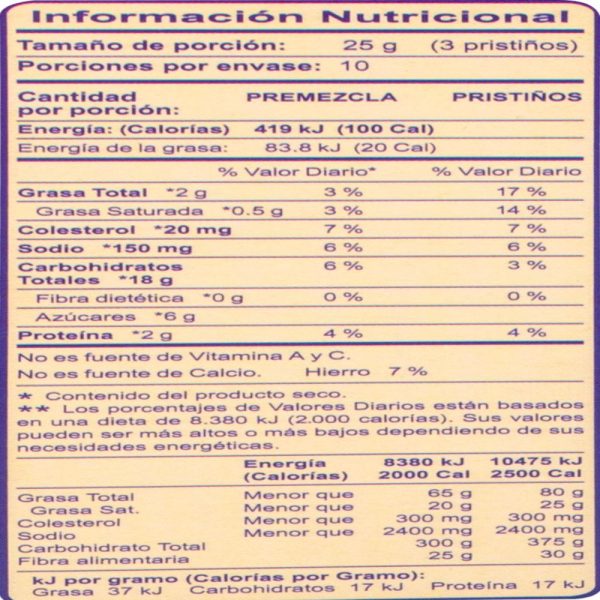 Información Nutricional
Tamaño de porción: 25 g (3 pristiños)
Porciones por envase: 10
Cantidad por porción: PREMEZCLA PRISTIÑOS
Energía: (Calorías) 419 kJ (100 Cal)
Energía de la grasa: 83.8 kJ (20 Cal)
% Valor Diario* % Valor Diario
Grasa Total *2 g 3 % 17 %
Grasa Saturada *0.5 g 3 % 14 %
Colesterol *20 mg 7 % 7 %
Sodio *150 mg 6 % 6 %
Carbohidratos Totales *18 g 6 % 3 %
Fibra dietética *0 g 0 % 0 %
Azúcares *6 g
Proteína *2 g 4 % 4 %
No es fuente de Vitamina A y C.
No es fuente de Calcio. Hierro 7 %
* Contenido del producto seco.
** Los porcentajes de Valores Diarios están basados
en una dieta de 8.380 kJ (2.000 calorías). Sus valores
pueden ser más altos o más bajos dependiendo de sus
necesidades energéticas.
Energía (Calorías) 8380 kJ 2000 Cal 10475 kJ 2500 Cal
Grasa Total Menor que 65 g 80 g
Grasa Sat. Menor que 20 g 25 g
Colesterol Menor que 300 mg 300 mg
Sodio Menor que 2400 mg 2400 mg
Carbohidrato Total 300 g 375 g
Fibra alimentaria 25 g 30 g
kJ por gramo (Calorías por Gramo):
Grasa 37 kJ Carbohidratos 17 kJ Proteína 17 kJ